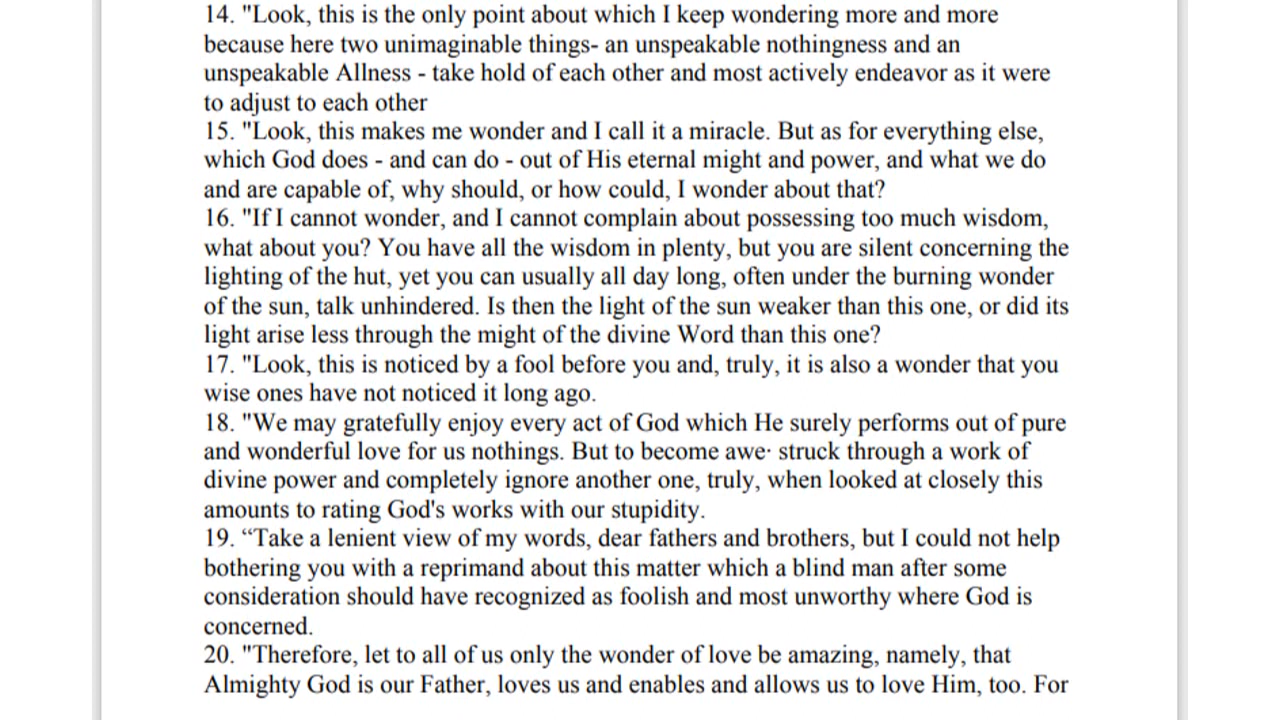 14. "Look, this is the only point about which I keep wondering more and more
because here two unimaginable things- an unspeakable nothingness and an
unspeakable Allness - take hold of each other and most actively endeavor as it were
to adjust to each other
15. "Look, this makes me wonder and I call it a miracle. But as for everything else,
which God does - and can do - out of His eternal might and power, and what we do
and are capable of, why should, or how could, I wonder about that?
16. "If I cannot wonder, and I cannot complain about possessing too much wisdom,
what about you? You have all the wisdom in plenty, but you are silent concerning the
lighting of the hut, yet you can usually all day long, often under the burning wonder
of the sun, talk unhindered. Is then the light of the sun weaker than this one, or did its
light arise less through the might of the divine Word than this one?
17. "Look, this is noticed by a fool before you and, truly, it is also a wonder that you
wise ones have not noticed it long ago.
18. "We may gratefully enjoy every act of God which He surely performs out of pure
and wonderful love for us nothings. But to become awe· struck through a work of
divine power and completely ignore another one, truly, when looked at closely this
amounts to rating God's works with our stupidity.
19. “Take a lenient view of my words, dear fathers and brothers, but I could not help
bothering you with a reprimand about this matter which a blind man after some
consideration should have recognized as foolish and most unworthy where God is
concerned.
20. "Therefore, let to all of us only the wonder of love be amazing, namely, that
Almighty God is our Father, loves us and enables and allows us to love Him, too. For